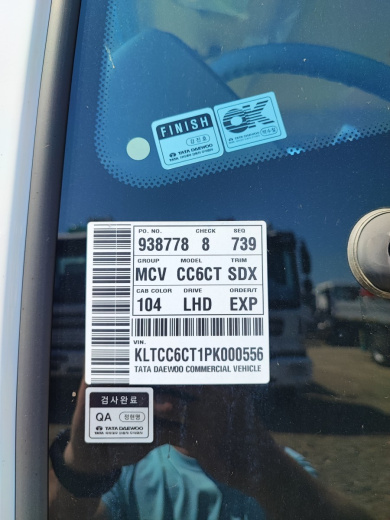 FINISH
TATA DAEWOO
OK
TATA DAEWOO
PG. NO. CHECK SEQ
938778 8 739
GROUP MODEL TRIM
MCV CC6CT SDX
CAB COLOR DRIVE ORDER/T
104 LHD EXP
VIN.
KLTCC6CT1PK000556
TATA DAEWOO COMMERCIAL VEHICLE
검사완료
QA
TATA DAEWOO